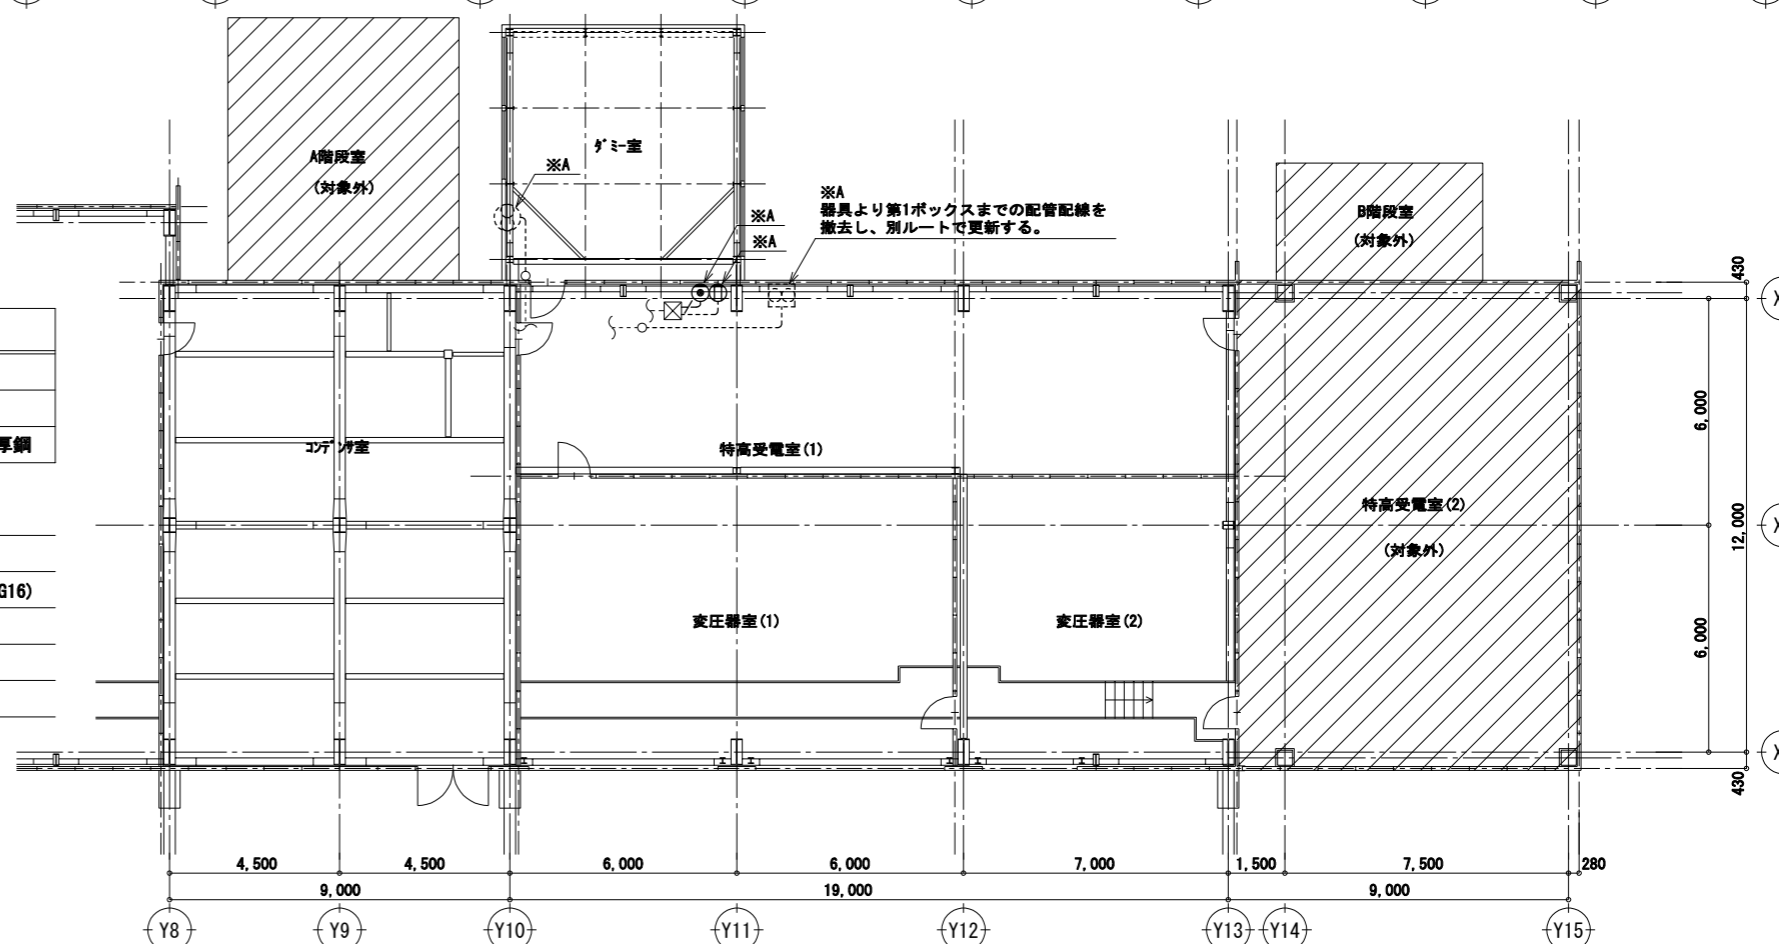 A階段室
(対象外)
ダミー室
※A
※A
※A
※A
器具より第1ボックスまでの配管配線を
撤去し、別ルートで更新する。
B階段室
(対象外)
430
厚鋼
コンデンサ室
特高受電室(1)
特高受電室(2)
(対象外)
6,000
12,000
6,000
G16)
変圧器室(1)
変圧器室(2)
430
4,500
4,500
6,000
6,000
7,000
1,500
7,500
280
9,000
19,000
9,000
Y8
Y9
Y10
Y11
Y12
Y13
Y14
Y15